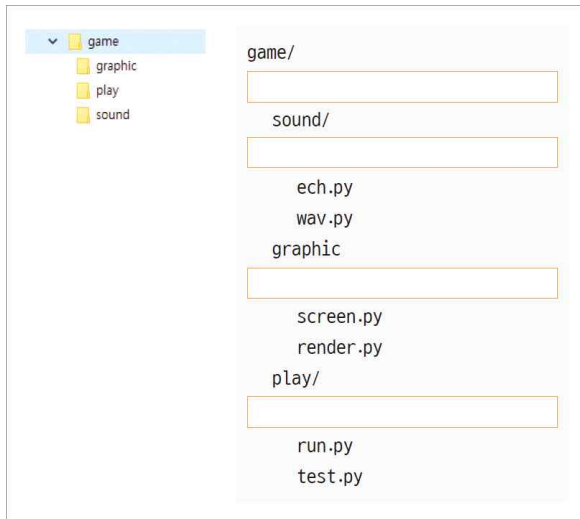 game
graphic
play
sound
game/
sound/
ech.py
wav.py
graphic
screen.py
render.py
play/
run.py
test.py